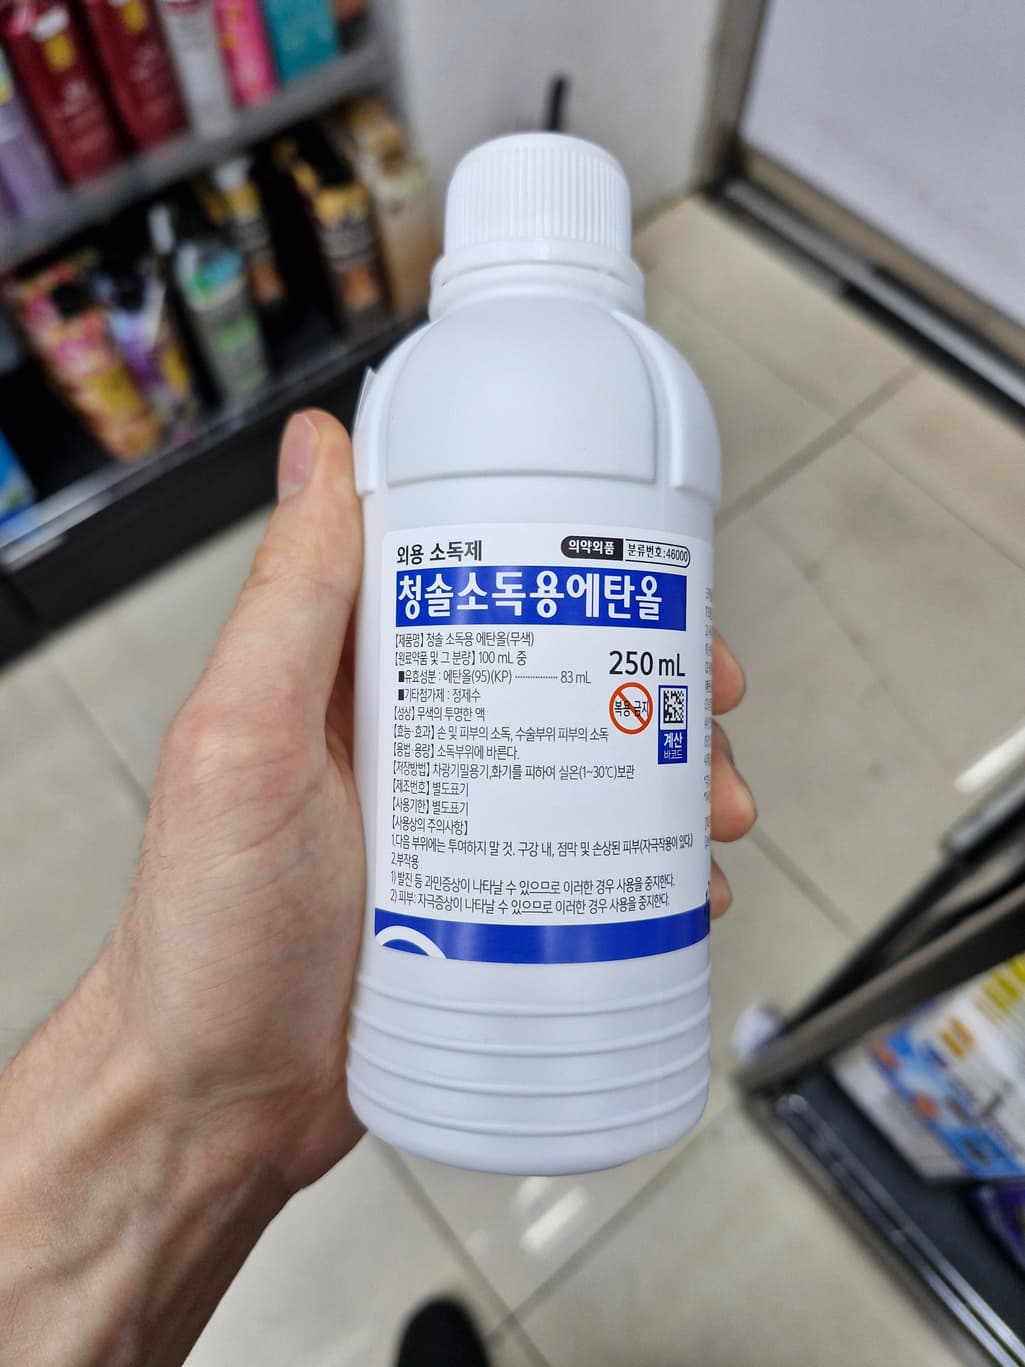 외용 소독제
의약외품 분류번호:46000
청솔소독용에탄올
【제품명】 청솔 소독용 에탄올(무색)
【원료약품 및 그 분량】 100 mL 중
■유효성분 : 에탄올(95)(KP) ················· 83 mL
■기타첨가제 : 정제수
250 mL
복용 금지
계산
바코드
【성상】 무색의 투명한 액
【효능·효과】 손 및 피부의 소독, 수술부위 피부의 소독
【용법·용량】 소독부위에 바른다.
【저장방법】 차광기밀용기,화기를 피하여 실온(1~30℃)보관
【제조번호】 별도표기
【사용기한】 별도표기
【사용상의 주의사항】
1.다음 부위에는 투여하지 말 것. 구강 내, 점막 및 손상된 피부(자극작용이 있다.)
2.부작용
1) 발진 등 과민증상이 나타날 수 있으므로 이러한 경우 사용을 중지한다.
2) 피부: 자극증상이 나타날 수 있으므로 이러한 경우 사용을 중지한다.